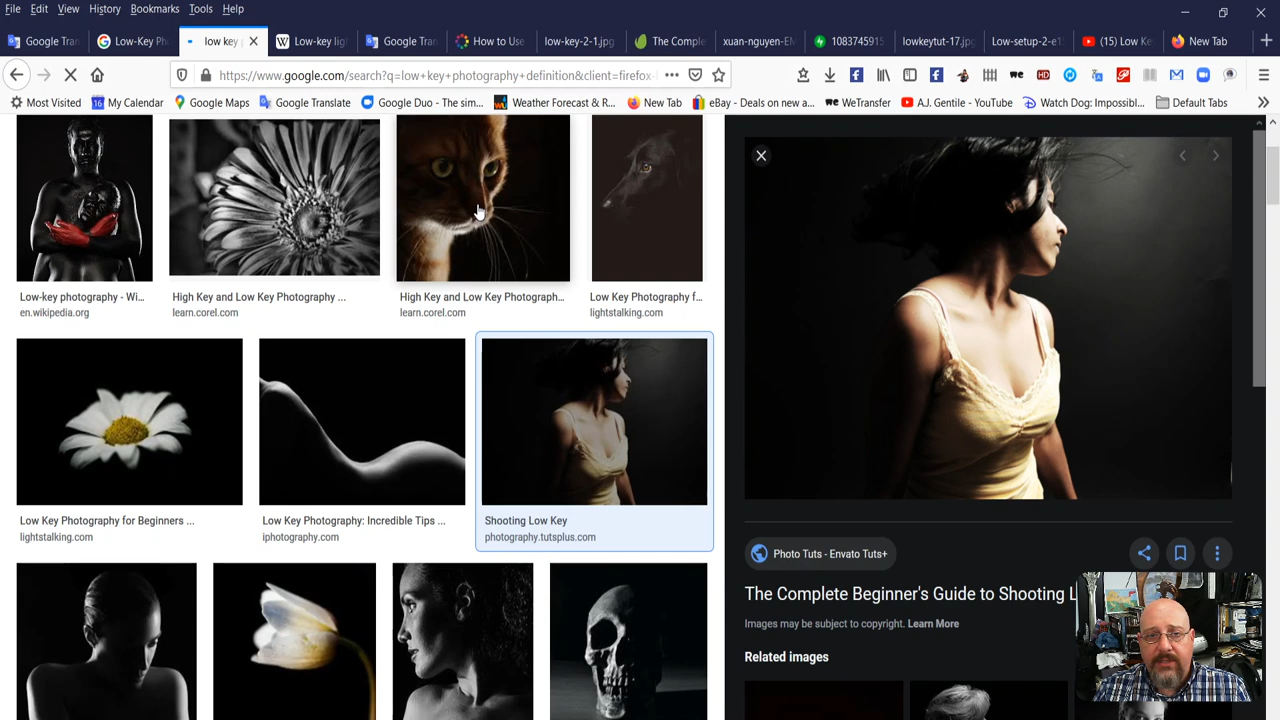 File Edit View History Bookmarks Tools Help
Google Tran
Low-Key Ph
low key p
Low-key ligh
Google Tran
How to Use
low-key-2-1.jpg
The Comple
xuan-nguyen-EM
1083745915
lowkeytut-17.jpg
Low-setup-2-e1
(15) Low Ke
New Tab
https://www.google.com/search?q=low+key+photography+definition&client=firefox-
Most Visited
16 My Calendar
Google Maps
Google Translate
Google Duo - The sim...
Weather Forecast & R...
New Tab
eBay - Deals on new a...
WeTransfer
A.J. Gentile - YouTube
Watch Dog: Impossibl...
Default Tabs
Low-key photography - Wi...
en.wikipedia.org
High Key and Low Key Photography ...
learn.corel.com
High Key and Low Key Photograph...
learn.corel.com
Low Key Photography f...
lightstalking.com
Low Key Photography for Beginners ...
lightstalking.com
Low Key Photography: Incredible Tips ...
iphotography.com
Shooting Low Key
photography.tutsplus.com
Photo Tuts - Envato Tuts+
The Complete Beginner's Guide to Shooting L
Images may be subject to copyright. Learn More
Related images